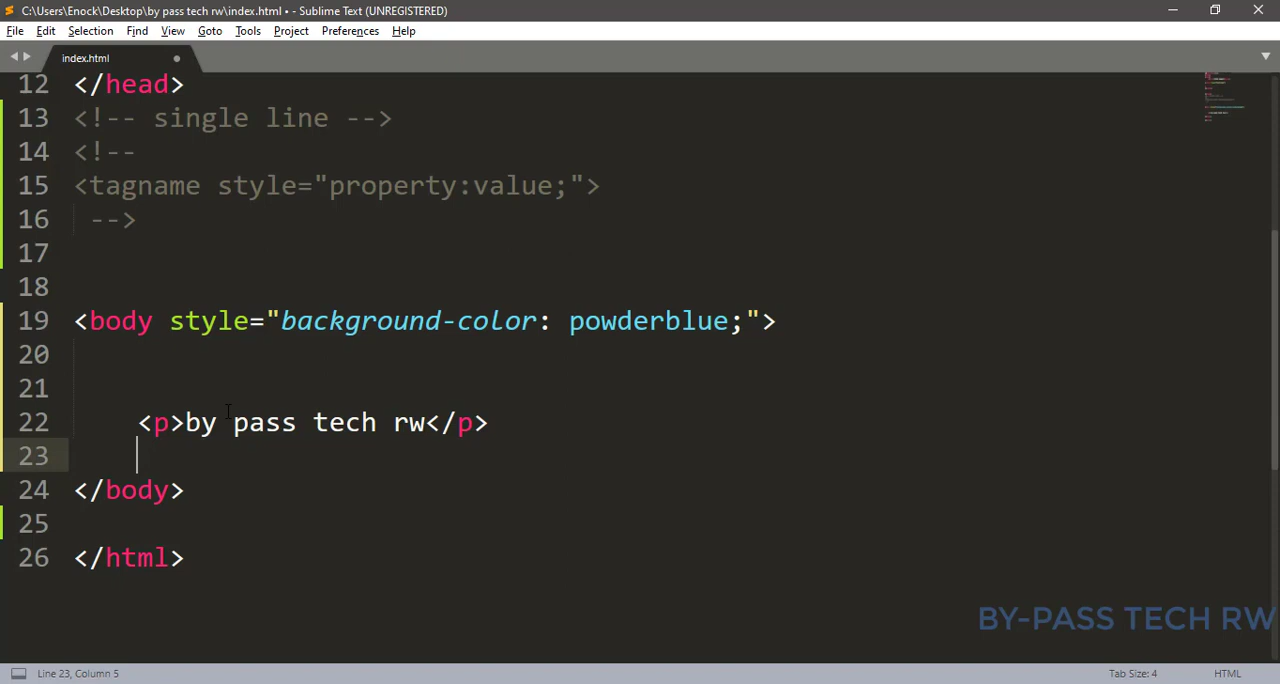 C:\Users\Enock\Desktop\by pass tech rw\index.html • - Sublime Text (UNREGISTERED)
File Edit Selection Find View Goto Tools Project Preferences Help
index.html
12 </head>
13 <!-- single line -->
14 <!--
15 <tagname style="property:value;">
16 -->
17
18
19 <body style="background-color: powderblue;">
20
21
22 <p>by pass tech rw</p>
23
24 </body>
25
26 </html>
BY-PASS TECH RW
Line 23, Column 5 Tab Size: 4 HTML